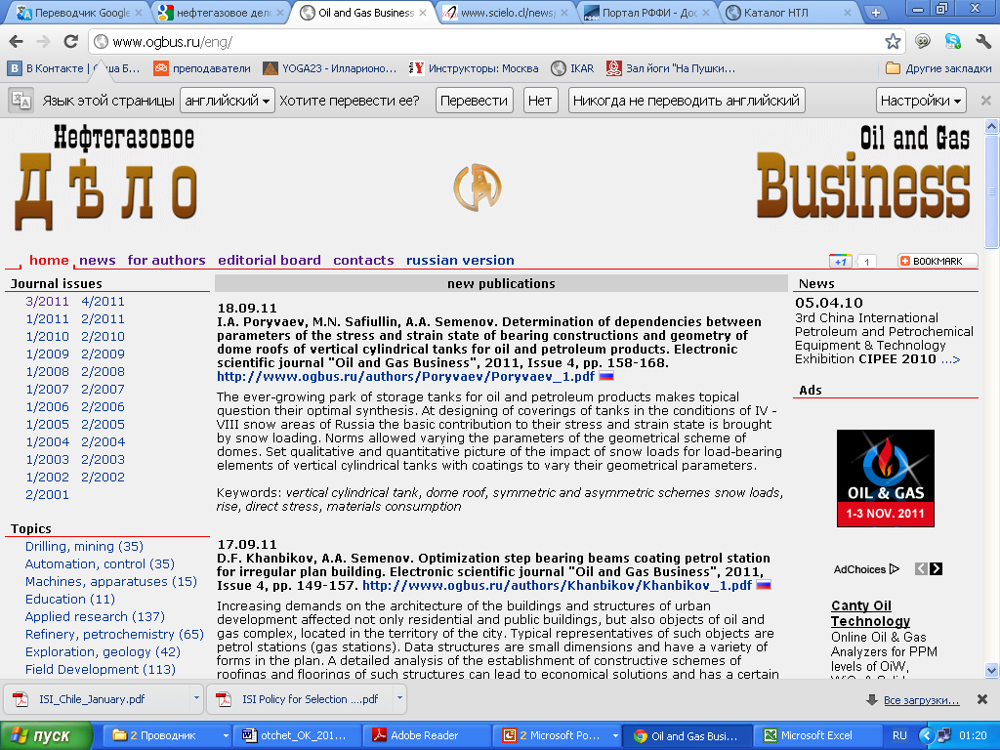 Переводчик Google
нефтегазовое дело
Oil and Gas Business
www.scielo.cl/news
Портал РФФИ - Дос
Каталог НТЛ
www.ogbus.ru/eng/
В Контакте | Саша Б...
преподаватели
YOGA23 - Илларионо...
Инструкторы: Москва
IKAR
Зал йоги "На Пушки...
Другие закладки
Язык этой страницы
английский
Хотите перевести ее?
Перевести
Нет
Никогда не переводить английский
Настройки
Нефтегазовое
Дѣло
Oil and Gas
Business
home news for authors editorial board contacts russian version
+1 1
BOOKMARK
Journal issues
3/2011 4/2011
1/2011 2/2011
1/2010 2/2010
1/2009 2/2009
1/2008 2/2008
1/2007 2/2007
1/2006 2/2006
1/2005 2/2005
1/2004 2/2004
1/2003 2/2003
1/2002 2/2002
2/2001
Topics
Drilling, mining (35)
Automation, control (35)
Machines, apparatuses (15)
Education (11)
Applied research (137)
Refinery, petrochemistry (65)
Exploration, geology (42)
Field Development (113)
new publications
18.09.11
I.A. Poryvaev, M.N. Safiullin, A.A. Semenov. Determination of dependencies between
parameters of the stress and strain state of bearing constructions and geometry of
dome roofs of vertical cylindrical tanks for oil and petroleum products. Electronic
scientific journal "Oil and Gas Business", 2011, Issue 4, pp. 158-168.
http://www.ogbus.ru/authors/Poryvaev/Poryvaev_1.pdf
The ever-growing park of storage tanks for oil and petroleum products makes topical
question their optimal synthesis. At designing of coverings of tanks in the conditions of IV -
VIII snow areas of Russia the basic contribution to their stress and strain state is brought
by snow loading. Norms allowed varying the parameters of the geometrical scheme of
domes. Set qualitative and quantitative picture of the impact of snow loads for load-bearing
elements of vertical cylindrical tanks with coatings to vary their geometrical parameters.
Keywords: vertical cylindrical tank, dome roof, symmetric and asymmetric schemes snow loads,
rise, direct stress, materials consumption
17.09.11
D.F. Khanbikov, A.A. Semenov. Optimization step bearing beams coating petrol station
for irregular plan building. Electronic scientific journal "Oil and Gas Business", 2011,
Issue 4, pp. 149-157. http://www.ogbus.ru/authors/Khanbikov/Khanbikov_1.pdf
Increasing demands on the architecture of the buildings and structures of urban
development affected not only residential and public buildings, but also objects of oil and
gas complex, located in the territory of the city. Typical representatives of such objects are
petrol stations (gas stations). Data structures are small dimensions and have a variety of
forms in the plan. A detailed analysis of the establishment of constructive schemes of
roofings and floorings of such structures can lead to economical solutions and has a certain
News
05.04.10
3rd China International
Petroleum and Petrochemical
Equipment & Technology
Exhibition CIPEE 2010 ...>
Ads
OIL & GAS
1-3 NOV. 2011
AdChoices
Canty Oil
Technology
Online Oil & Gas
Analyzers for PPM
levels of OiW,
ISI_Chile_January.pdf
ISI Policy for Selection ....pdf
Все загрузки...
пуск
2 Проводник
otchet_OK_201...
Adobe Reader
2 Microsoft Po...
Oil and Gas Busi...
Microsoft Excel
RU
01:20